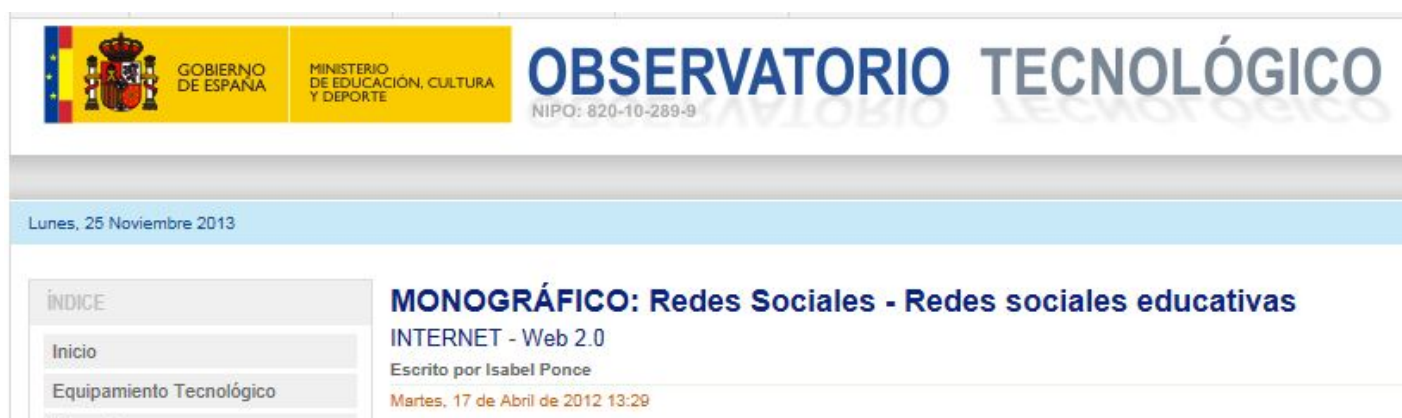 GOBIERNO
DE ESPAÑA
MINISTERIO
DE EDUCACIÓN, CULTURA
Y DEPORTE
OBSERVATORIO TECNOLÓGICO
NIPO: 820-10-289-9
Lunes, 25 Noviembre 2013
ÍNDICE
Inicio
Equipamiento Tecnológico
MONOGRÁFICO: Redes Sociales - Redes sociales educativas
INTERNET - Web 2.0
Escrito por Isabel Ponce
Martes, 17 de Abril de 2012 13:29